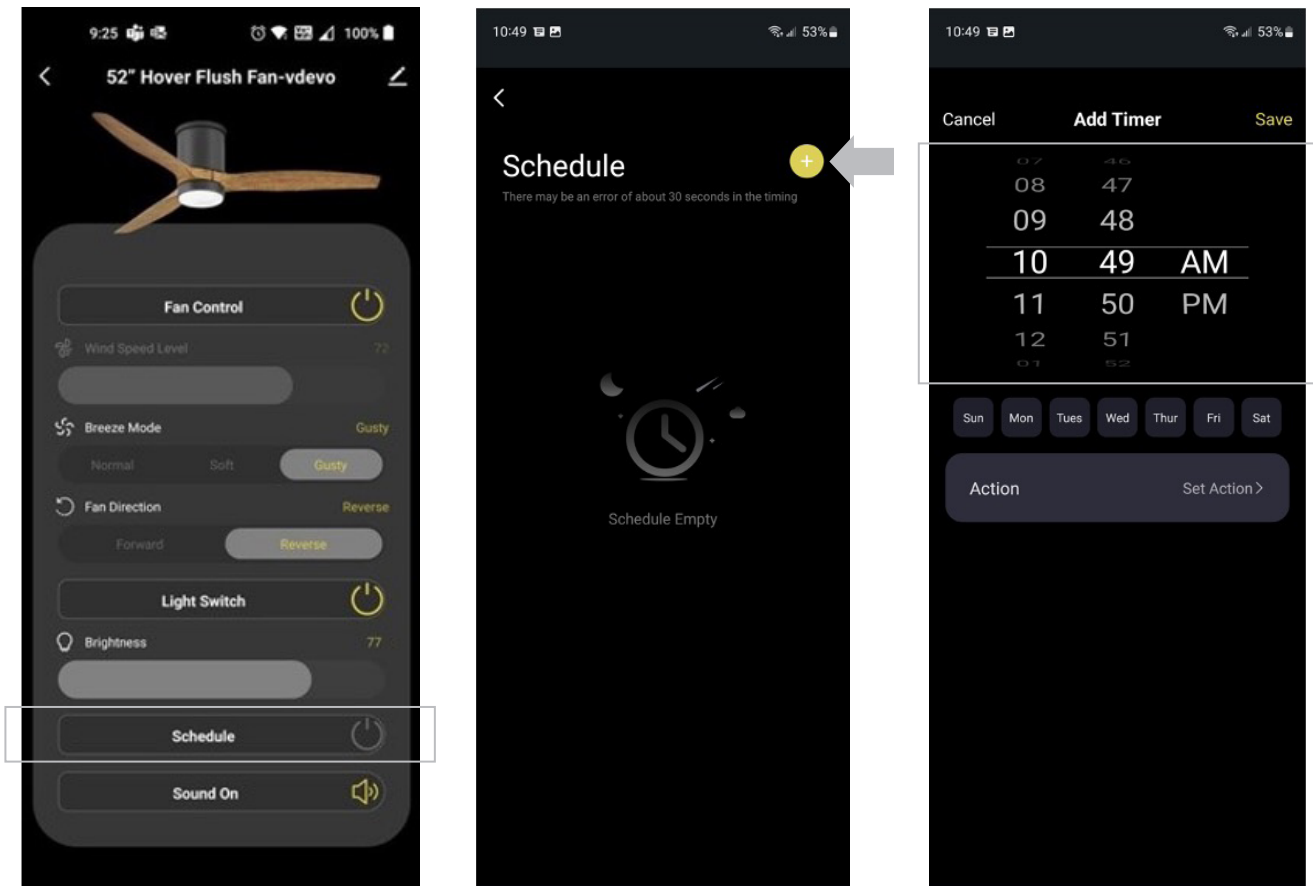 9:25
100%
52" Hover Flush Fan-vdevo
Fan Control
Wind Speed Level 72
Breeze Mode Gusty
Normal Soft Gusty
Fan Direction Reverse
Forward Reverse
Light Switch
Brightness 77
Schedule
Sound On
10:49 53%
Schedule +
There may be an error of about 30 seconds in the timing
Schedule Empty
10:49 53%
Cancel Add Timer Save
07 46
08 47
09 48
10 49 AM
11 50 PM
12 51
01 52
Sun Mon Tues Wed Thur Fri Sat
Action Set Action >